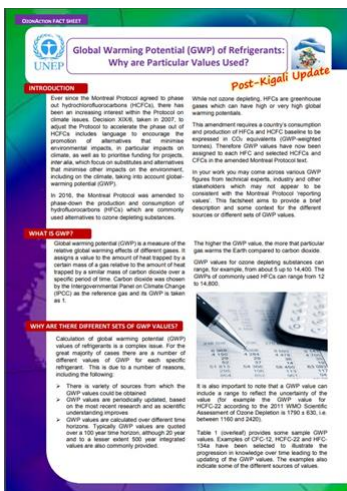 OZONACTION FACT SHEET
UNEP
Global Warming Potential (GWP) of Refrigerants:
Why are Particular Values Used?
Post-Kigali Update
INTRODUCTION
Ever since the Montreal Protocol agreed to phase
out hydrochlorofluorocarbons (HCFCs), there has
been an increasing interest within the Protocol on
climate issues. Decision XIX/6, taken in 2007, to
adjust the Protocol to accelerate the phase out of
HCFCs includes language to encourage the
promotion of alternatives that minimise
environmental impacts, in particular impacts on
climate, as well as to prioritise funding for projects,
inter alia, which focus on substitutes and alternatives
that minimise other impacts on the environment,
including on the climate, taking into account global-
warming potential (GWP).
In 2016, the Montreal Protocol was amended to
phase-down the production and consumption of
hydrofluorocarbons (HFCs) which are commonly
used alternatives to ozone depleting substances.
While not ozone depleting, HFCs are greenhouse
gases which can have high or very high global
warming potentials.
This amendment requires a country's consumption
and production of HFCs and HCFC baseline to be
expressed in CO₂ equivalents (GWP-weighted
tonnes). Therefore GWP values have now been
assigned to each HFC and selected HCFCs and
CFCs in the amended Montreal Protocol text.
In your work you may come across various GWP
figures from technical experts, industry and other
stakeholders which may not appear to be
consistent with the Montreal Protocol 'reporting
values'. This factsheet aims to provide a brief
description and some context for the different
sources or different sets of GWP values.
WHAT IS GWP?
Global warming potential (GWP) is a measure of the
relative global warming effects of different gases. It
assigns a value to the amount of heat trapped by a
certain mass of a gas relative to the amount of heat
trapped by a similar mass of carbon dioxide over a
specific period of time. Carbon dioxide was chosen
by the Intergovernmental Panel on Climate Change
(IPCC) as the reference gas and its GWP is taken
as 1.
The higher the GWP value, the more that particular
gas warms the Earth compared to carbon dioxide.
GWP values for ozone depleting substances can
range, for example, from about 5 up to 14,400. The
GWPs of commonly used HFCs can range from 12
to 14,800.
WHY ARE THERE DIFFERENT SETS OF GWP VALUES?
Calculation of global warming potential (GWP)
values of refrigerants is a complex issue. For the
great majority of cases there are a number of
different values of GWP for each specific
refrigerant. This is due to a number of reasons,
including the following:
➢ There is variety of sources from which the
GWP values could be obtained
➢ GWP values are periodically updated, based
on the most recent research and as scientific
understanding improves
➢ GWP values are calculated over different time
horizons. Typically GWP values are quoted
over a 100 year time horizon, although 20 year
and to a lesser extent 500 year integrated
values are also commonly provided.
It is also important to note that a GWP value can
include a range to reflect the uncertainty of the
value (for example the GWP value for
HCFC-22 according to the 2011 WMO Scientific
Assessment of Ozone Depletion is 1790 ± 630, i.e.
between 1160 and 2420).
Table 1 (overleaf) provides some sample GWP
values. Examples of CFC-12, HCFC-22 and HFC-
134a have been selected to illustrate the
progression in knowledge over time leading to the
updating of the GWP values. The examples also
indicate some of the different sources of values.